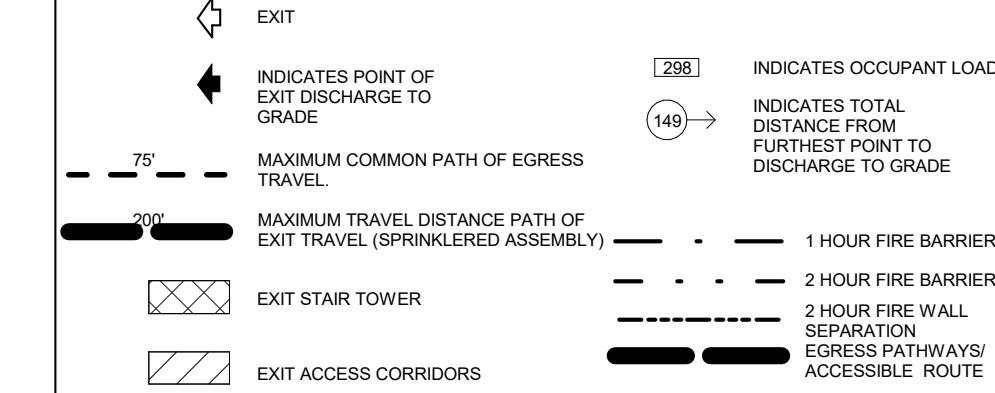 EXIT
INDICATES POINT OF
EXIT DISCHARGE TO
GRADE
75'
MAXIMUM COMMON PATH OF EGRESS
TRAVEL.
200'
MAXIMUM TRAVEL DISTANCE PATH OF
EXIT TRAVEL (SPRINKLERED ASSEMBLY)
EXIT STAIR TOWER
EXIT ACCESS CORRIDORS
298
INDICATES OCCUPANT LOAD
149
INDICATES TOTAL
DISTANCE FROM
FURTHEST POINT TO
DISCHARGE TO GRADE
1 HOUR FIRE BARRIER
2 HOUR FIRE BARRIER
2 HOUR FIRE WALL
SEPARATION
EGRESS PATHWAYS/
ACCESSIBLE ROUTE